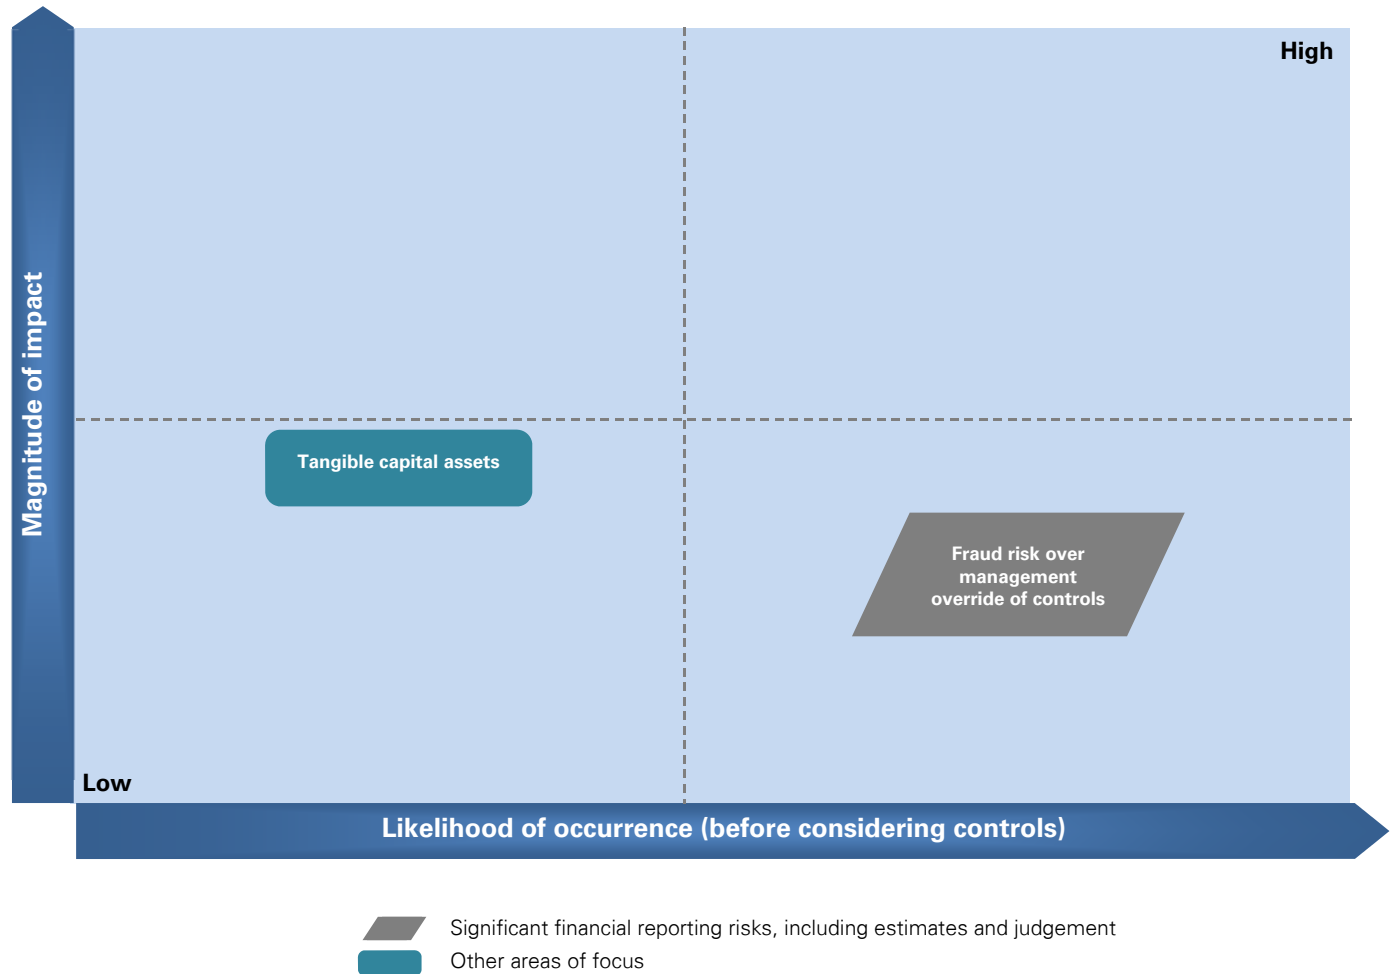 High
Magnitude of impact
Tangible capital assets
Fraud risk over
management
override of controls
Low
Likelihood of occurrence (before considering controls)
Significant financial reporting risks, including estimates and judgement
Other areas of focus